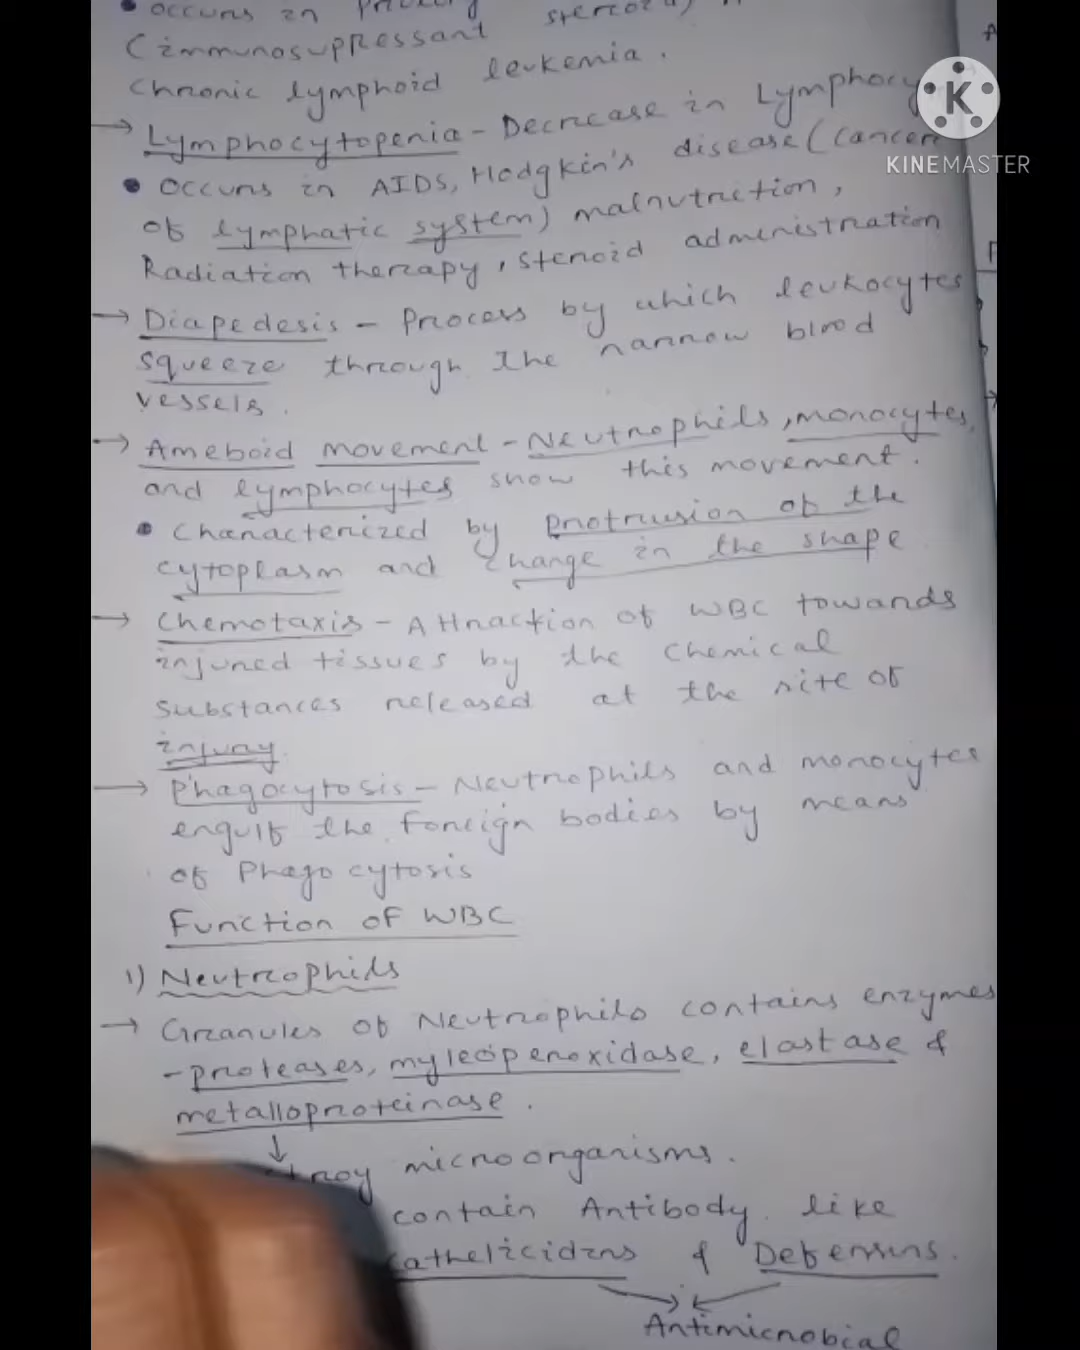 • occurs in
(immunosuppressant
chronic lymphoid leukemia.
→ Lymphocytopenia - Decrease in Lymphocy
• occurs in AIDS, Hodgkin's disease (cancer
of lymphatic system) malnutrition,
Radiation therapy, steroid administration
→ Diapedesis - Process by which leukocytes
squeeze through the narrow blood
vessels.
→ Ameboid movement - Neutrophils, monocytes,
and lymphocytes show this movement.
• Characterized by protrusion of the
cytoplasm and change in the shape
→ Chemotaxis - Attraction of WBC towards
injured tissues by the chemical
substances released at the site of
injury.
→ Phagocytosis - Neutrophils and monocytes
engulf the foreign bodies by means
of Phagocytosis
Function of WBC
1) Neutrophils
→ Granules of Neutrophils contains enzymes
- proteases, myleoperoxidase, elastase &
metalloproteinase.
↓
troy microorganisms.
contain Antibody like
cathelicidins & Defensins.
Antimicrobial
K
KINEMASTER